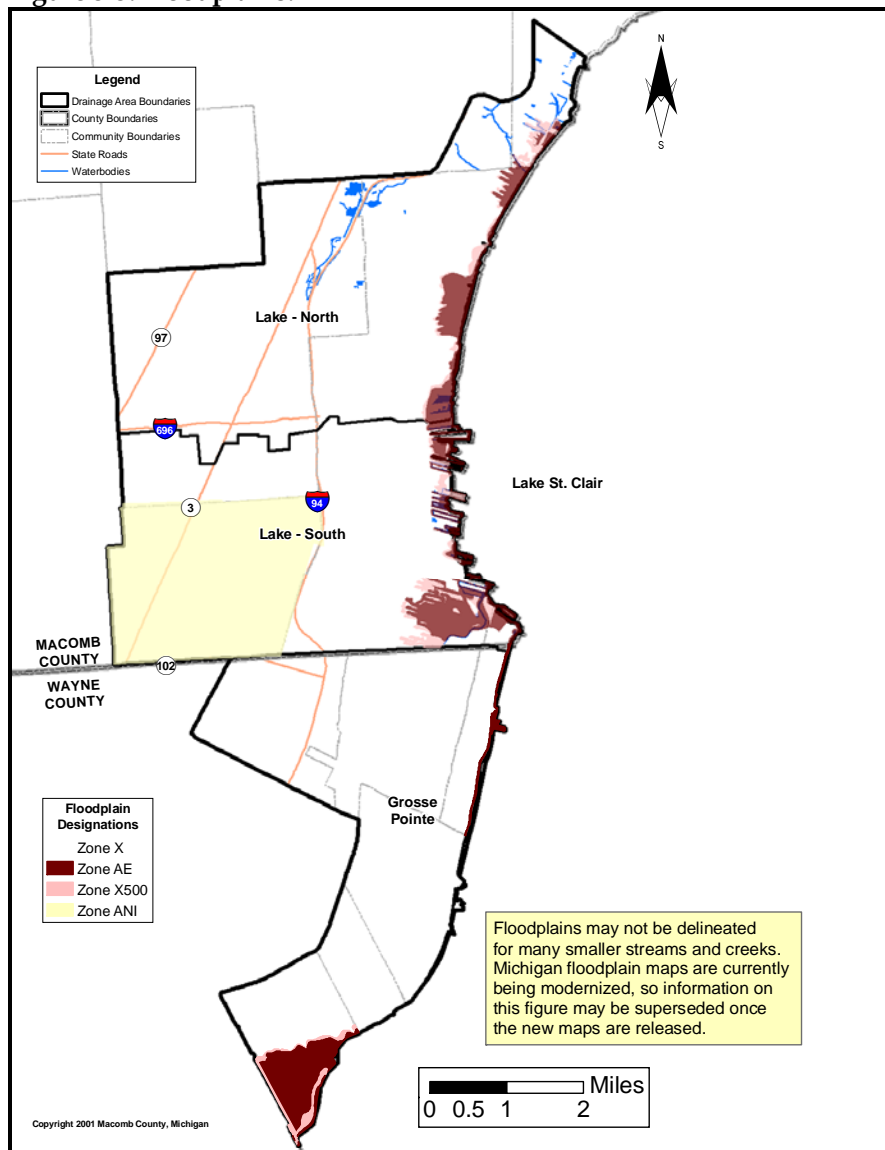 N
S
Legend
Drainage Area Boundaries
County Boundaries
Community Boundaries
State Roads
Waterbodies
Lake - North
97
696
Lake St. Clair
3
94
Lake - South
MACOMB
COUNTY
102
WAYNE
COUNTY
Grosse
Pointe
Floodplain
Designations
Zone X
Zone AE
Zone X500
Zone ANI
Floodplains may not be delineated
for many smaller streams and creeks.
Michigan floodplain maps are currently
being modernized, so information on
this figure may be superseded once
the new maps are released.
Miles
0 0.5 1 2
Copyright 2001 Macomb County, Michigan